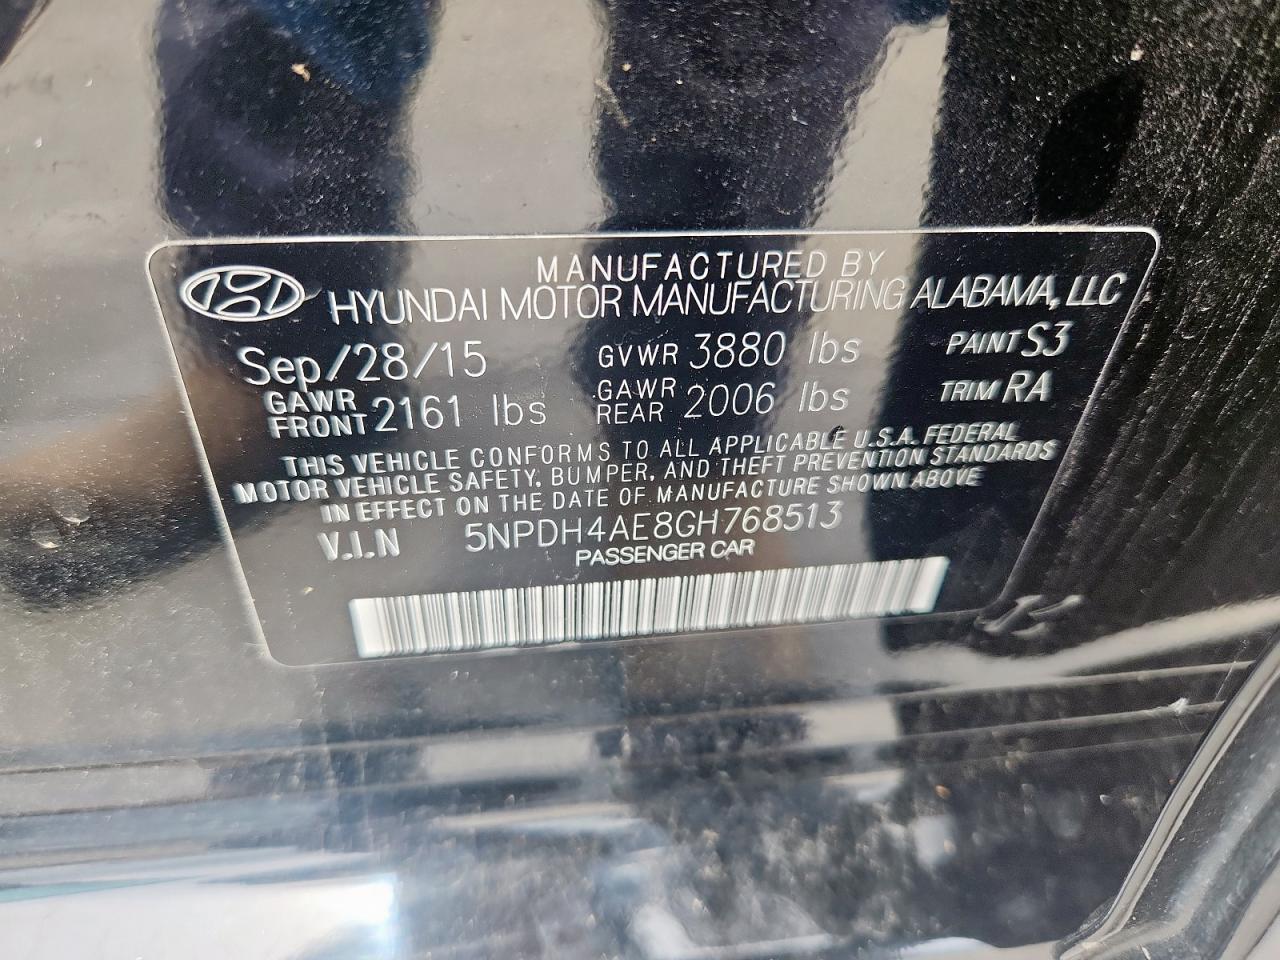 MANUFACTURED BY
HYUNDAI MOTOR MANUFACTURING ALABAMA, LLC
Sep/28/15 GVWR 3880 lbs PAINT S3
GAWR FRONT 2161 lbs GAWR REAR 2006 lbs TRIM RA
THIS VEHICLE CONFORMS TO ALL APPLICABLE U.S.A. FEDERAL
MOTOR VEHICLE SAFETY, BUMPER, AND THEFT PREVENTION STANDARDS
IN EFFECT ON THE DATE OF MANUFACTURE SHOWN ABOVE
V.I.N 5NPDH4AE8GH768513
PASSENGER CAR